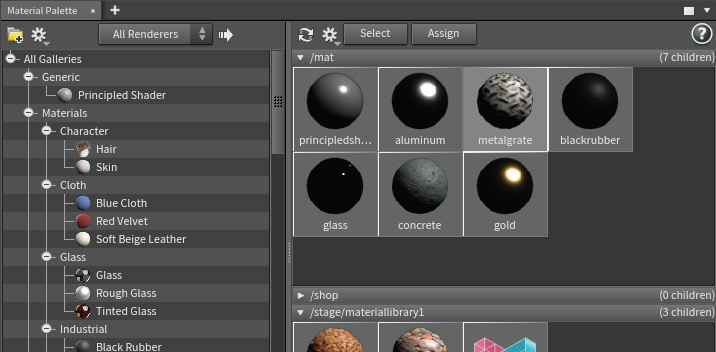 Material Palette
All Renderers
Select
Assign
?
All Galleries
Generic
Principled Shader
Materials
Character
Hair
Skin
Cloth
Blue Cloth
Red Velvet
Soft Beige Leather
Glass
Glass
Rough Glass
Tinted Glass
Industrial
Black Rubber
/mat (7 children)
principledsh... aluminum metalgrate blackrubber
glass concrete gold
/shop (0 children)
/stage/materiallibrary1 (3 children)